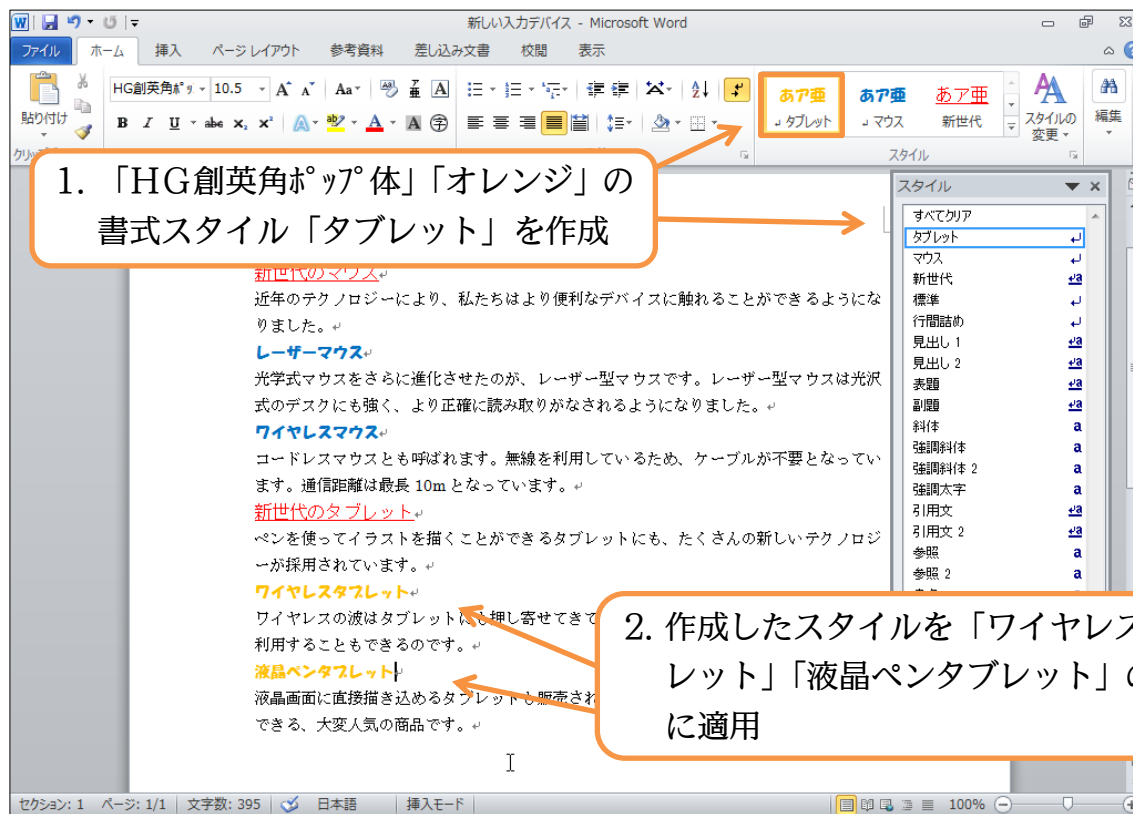 新しい入力デバイス - Microsoft Word
ファイル ホーム 挿入 ページ レイアウト 参考資料 差し込み文書 校閲 表示
HG創英角ﾎﾟｯ 10.5
貼り付け
あア亜 あア亜 あア亜
タブレット マウス 新世代
スタイルの変更 編集
スタイル
1. 「HG創英角ﾎﾟｯﾌﾟ体」「オレンジ」の
書式スタイル「タブレット」を作成
新世代のマウス
近年のテクノロジーにより、私たちはより便利なデバイスに触れることができるようにな
りました。
レーザーマウス
光学式マウスをさらに進化させたのが、レーザー型マウスです。レーザー型マウスは光沢
式のデスクにも強く、より正確に読み取りがなされるようになりました。
ワイヤレスマウス
コードレスマウスとも呼ばれます。無線を利用しているため、ケーブルが不要となってい
ます。通信距離は最長 10m となっています。
新世代のタブレット
ペンを使ってイラストを描くことができるタブレットにも、たくさんの新しいテクノロジ
ーが採用されています。
ワイヤレスタブレット
ワイヤレスの波はタブレットにも押し寄せてきて
利用することもできるのです。
液晶ペンタブレット
液晶画面に直接描き込めるタブレットも販売され
できる、大変人気の商品です。
スタイル
すべてクリア
タブレット
マウス
新世代
標準
行間詰め
見出し 1
見出し 2
表題
副題
斜体
強調斜体
強調斜体 2
強調太字
引用文
引用文 2
参照
参照 2
2. 作成したスタイルを「ワイヤレス
レット」「液晶ペンタブレット」の
に適用
セクション: 1 ページ: 1/1 文字数: 395 日本語 挿入モード 100%